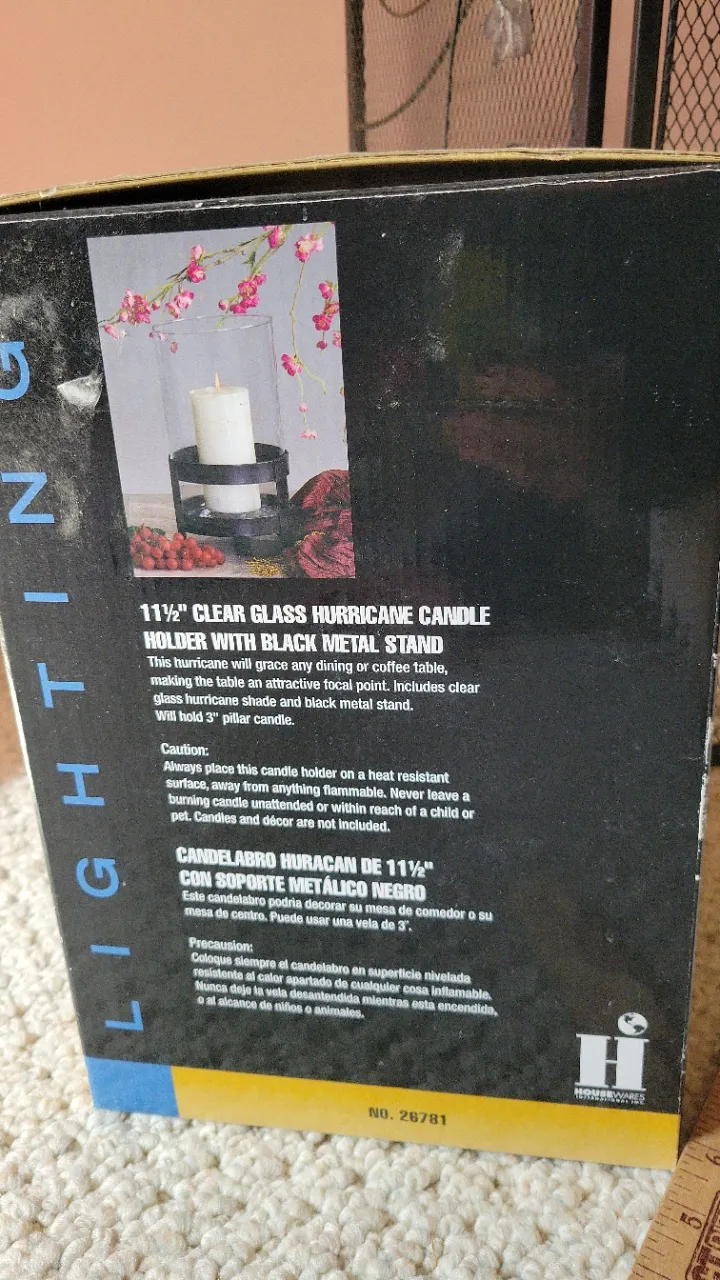 LIGHTING
11½" CLEAR GLASS HURRICANE CANDLE
HOLDER WITH BLACK METAL STAND
This hurricane will grace any dining or coffee table,
making the table an attractive focal point. Includes clear
glass hurricane shade and black metal stand.
Will hold 3" pillar candle.
Caution:
Always place this candle holder on a heat resistant
surface, away from anything flammable. Never leave a
burning candle unattended or within reach of a child or
pet. Candles and décor are not included.
CANDELABRO HURACAN DE 11½"
CON SOPORTE METÁLICO NEGRO
Este candelabro podria decorar su mesa de comedor o su
mesa de centro. Puede usar una vela de 3".
Precausion:
Coloque siempre el candelabro en superficie nivelada
resistente al calor apartado de cualquier cosa inflamable.
Nunca deje la vela desantendida mientras esta encendida,
o al alcance de niños o animales.
H
HOUSEWARES
INTERNATIONAL INC.
NO. 26781
5
6